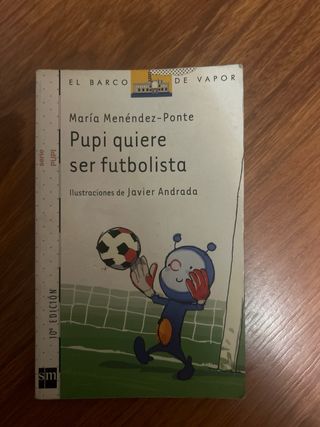 EL BARCO DE VAPOR
María Menéndez-Ponte
Pupi quiere
ser futbolista
Ilustraciones de Javier Andrada
serie
PUPI
10ª EDICIÓN
sm